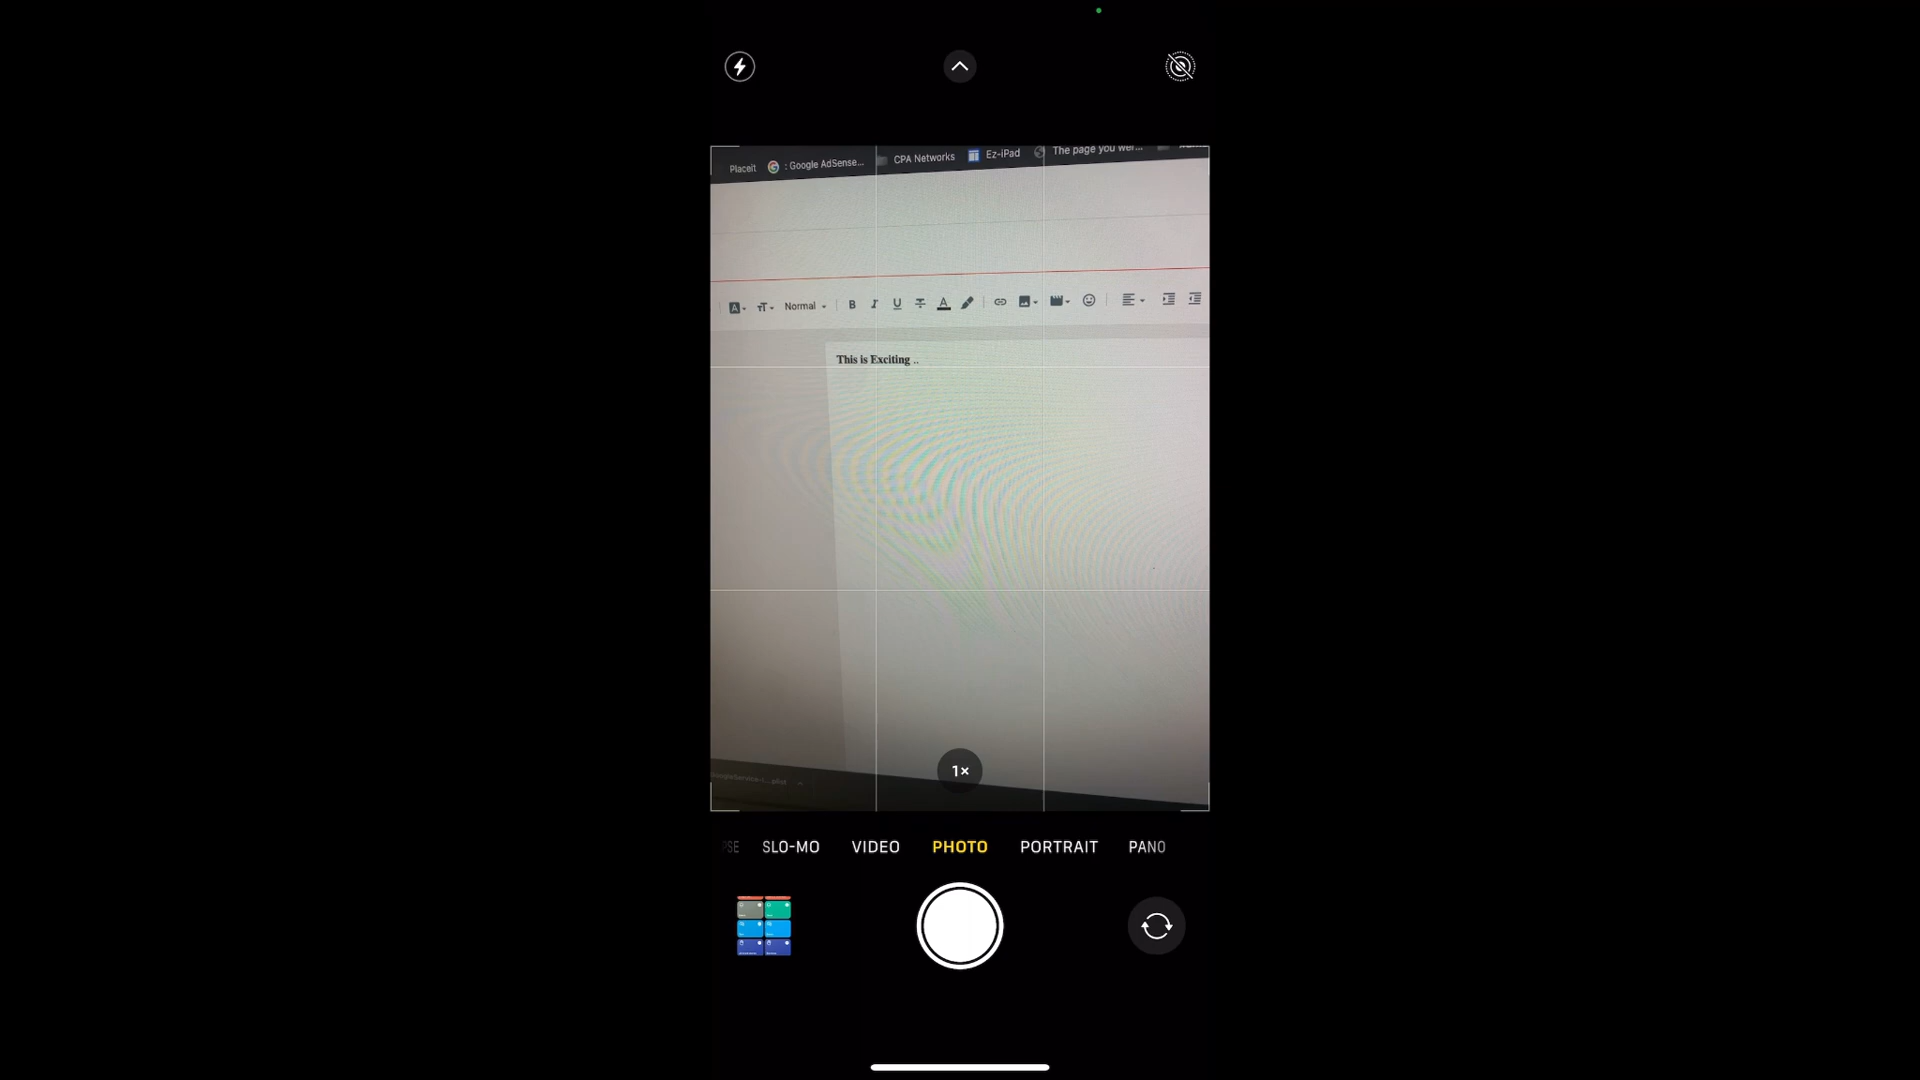 Placeit : Google AdSense... CPA Networks Ez-iPad The page you wer...
Normal B I U T A
This is Exciting ..
1×
SLO-MO VIDEO PHOTO PORTRAIT PANO